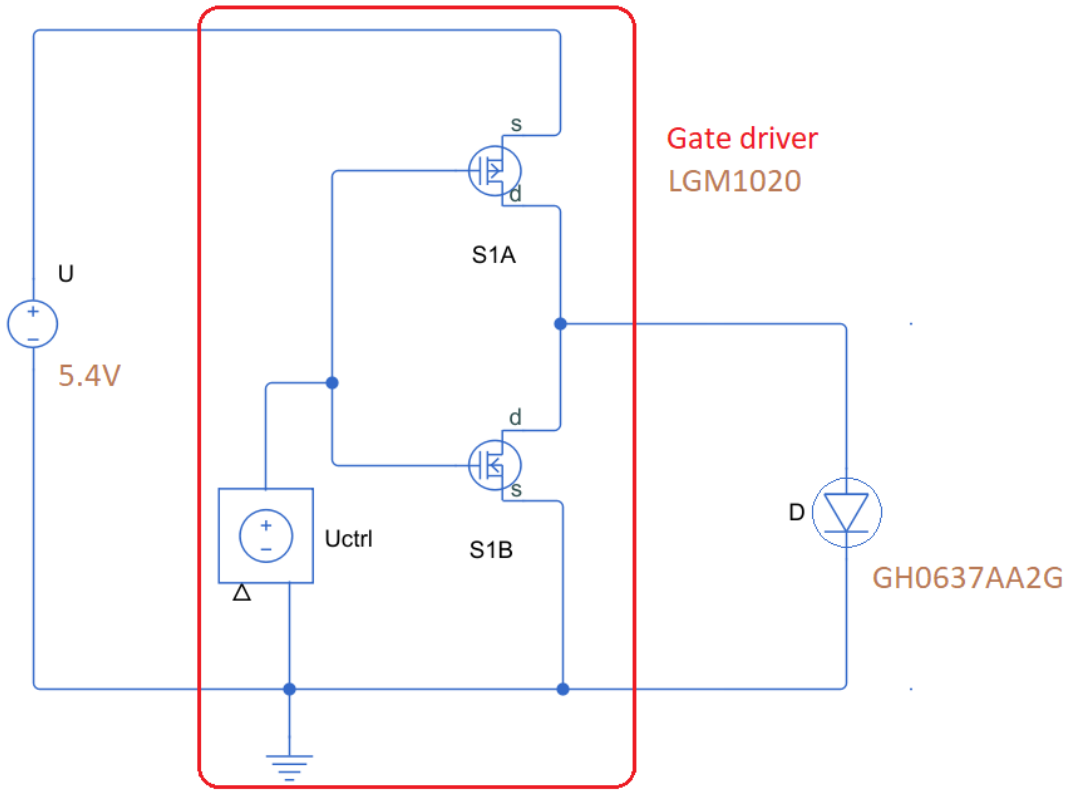 s
Gate driver
LGM1020
d
S1A
U
+
−
5.4V
d
s
+
−
Uctrl
S1B
D
GH0637AA2G